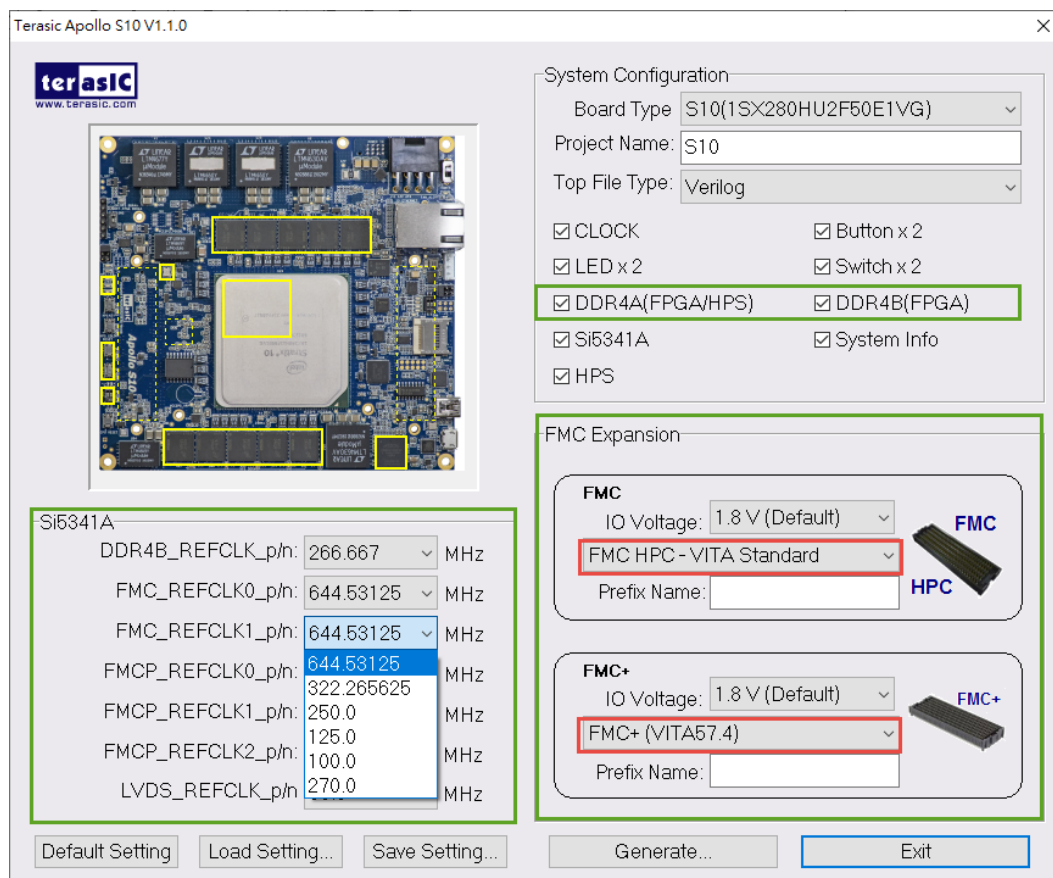 Terasic Apollo S10 V1.1.0
terasIC
www.terasic.com
Apollo S10
System Configuration
Board Type S10(1SX280HU2F50E1VG)
Project Name: S10
Top File Type: Verilog
CLOCK Button x 2
LED x 2 Switch x 2
DDR4A(FPGA/HPS) DDR4B(FPGA)
Si5341A System Info
HPS
Si5341A
DDR4B_REFCLK_p/n: 266.667 MHz
FMC_REFCLK0_p/n: 644.53125 MHz
FMC_REFCLK1_p/n: 644.53125 MHz
FMCP_REFCLK0_p/n: MHz
FMCP_REFCLK1_p/n: MHz
FMCP_REFCLK2_p/n: MHz
LVDS_REFCLK_p/n MHz
644.53125
322.265625
250.0
125.0
100.0
270.0
FMC Expansion
FMC
IO Voltage: 1.8 V (Default)
FMC HPC - VITA Standard
Prefix Name:
FMC
HPC
FMC+
IO Voltage: 1.8 V (Default)
FMC+ (VITA57.4)
Prefix Name:
FMC+
Default Setting Load Setting... Save Setting... Generate... Exit